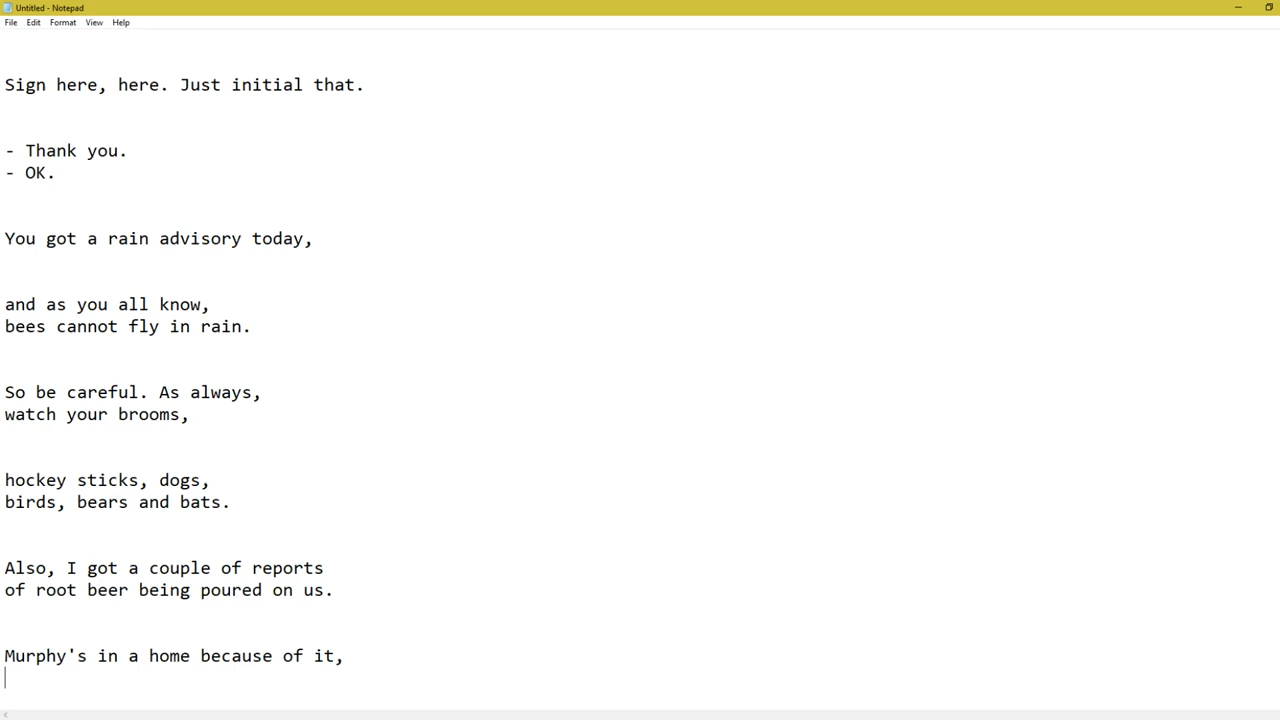 Untitled - Notepad
File Edit Format View Help
Sign here, here. Just initial that.
- Thank you.
- OK.
You got a rain advisory today,
and as you all know,
bees cannot fly in rain.
So be careful. As always,
watch your brooms,
hockey sticks, dogs,
birds, bears and bats.
Also, I got a couple of reports
of root beer being poured on us.
Murphy's in a home because of it,